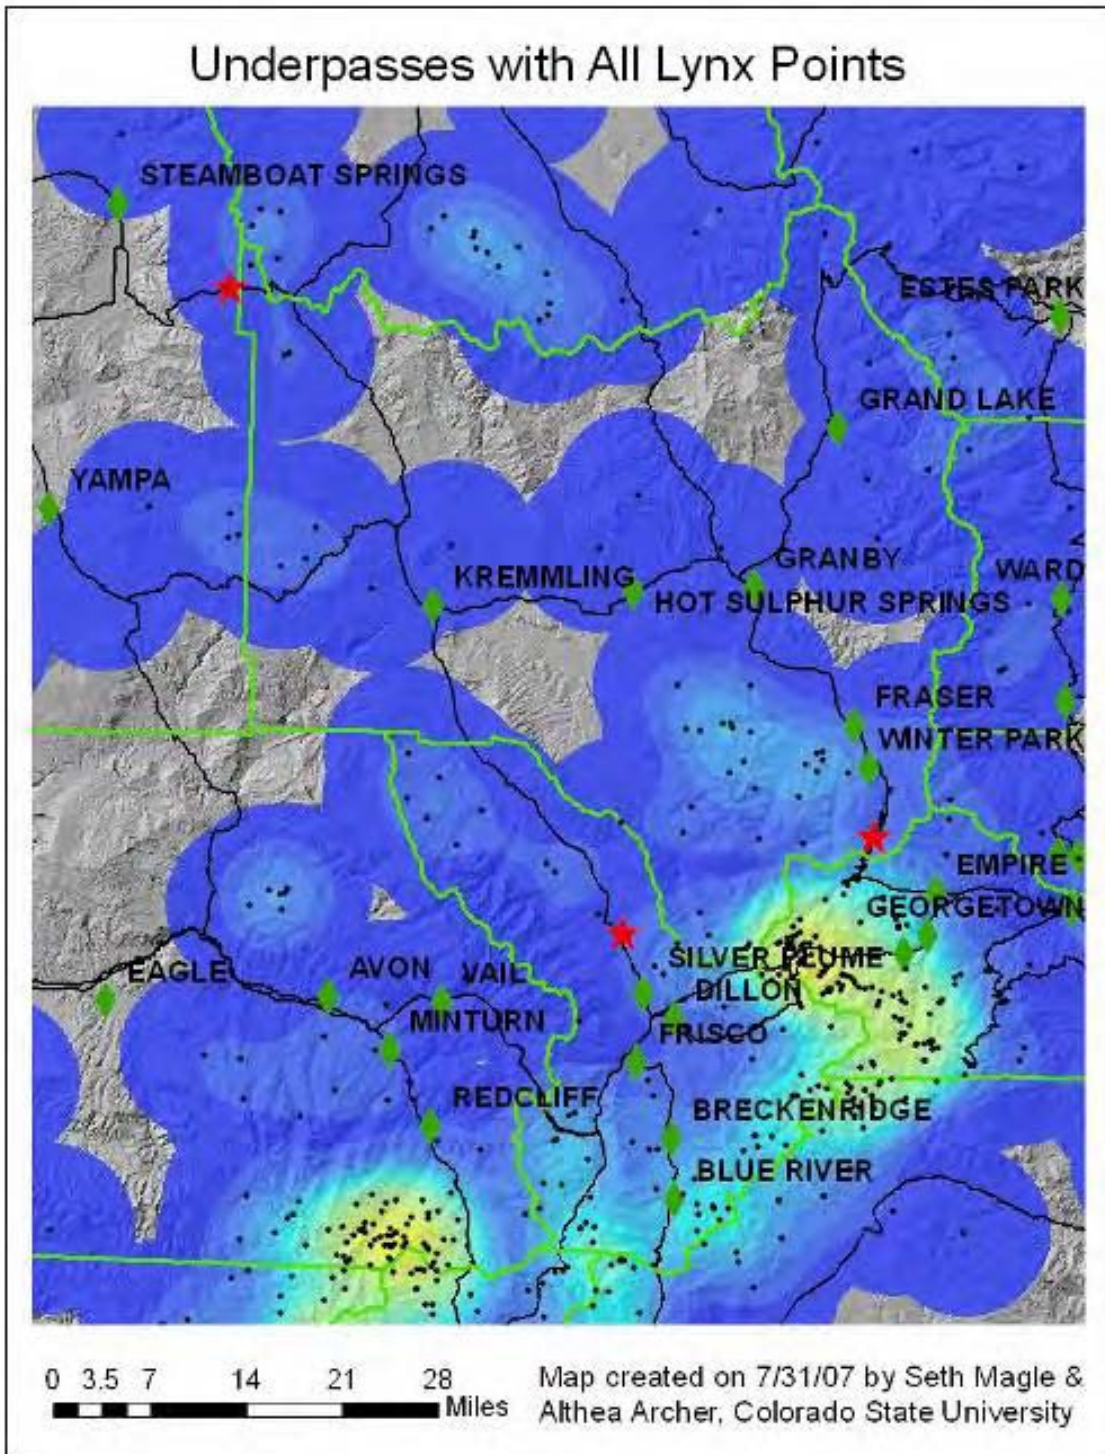 Underpasses with All Lynx Points
STEAMBOAT SPRINGS
ESTES PARK
GRAND LAKE
YAMPA
GRANBY
WARD
KREMMLING
HOT SULPHUR SPRINGS
FRASER
WINTER PARK
EMPIRE
GEORGETOWN
SILVER PLUME
EAGLE
AVON
VAIL
DILLON
MINTURN
FRISCO
REDCLIFF
BRECKENRIDGE
BLUE RIVER
0 3.5 7 14 21 28
Miles
Map created on 7/31/07 by Seth Magle &
Althea Archer, Colorado State University